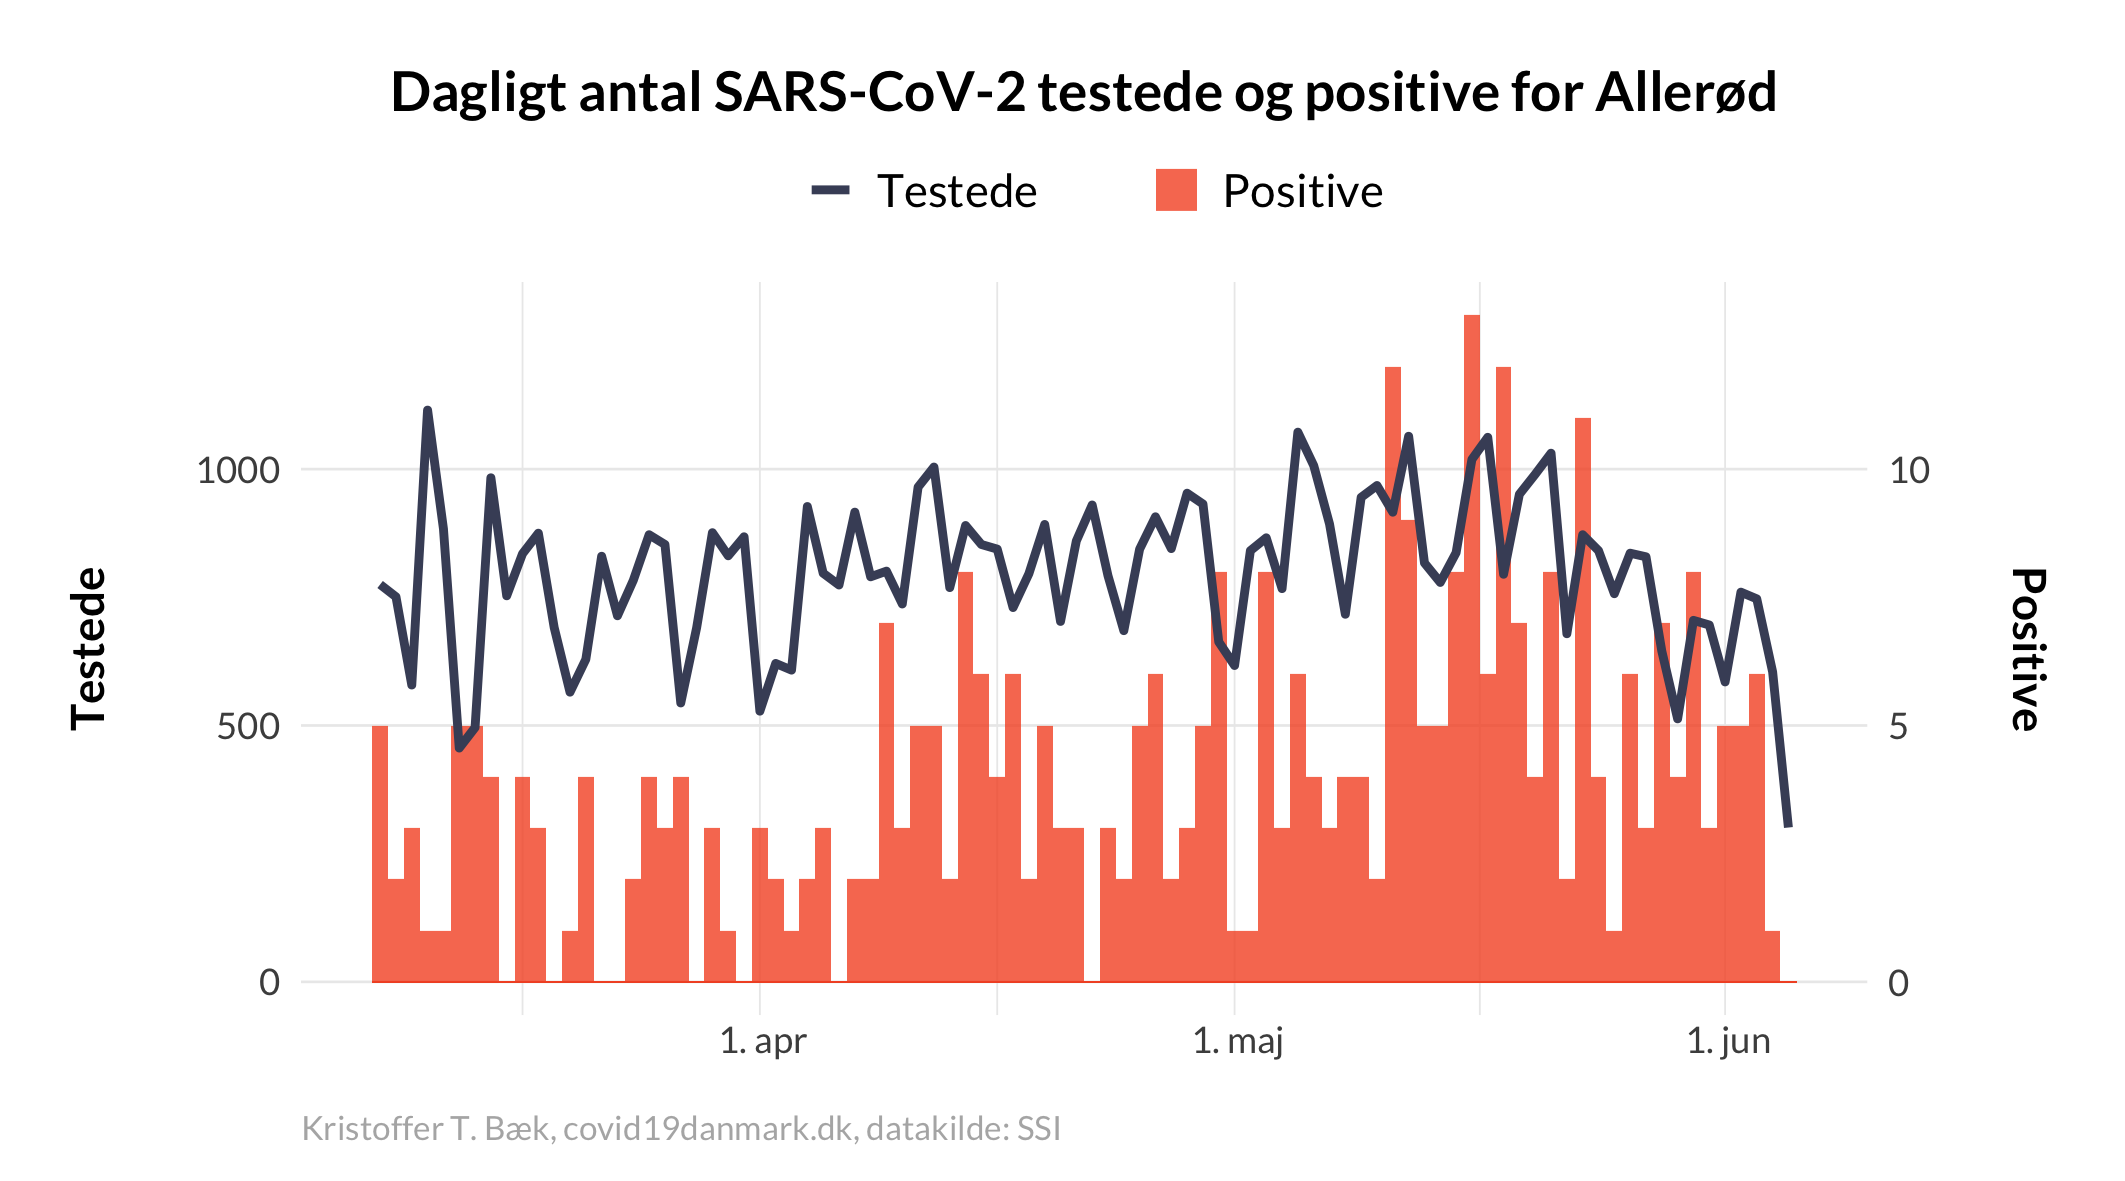 Dagligt antal SARS-CoV-2 testede og positive for Allerød
Testede
Positive
1000
500
0
10
5
0
Testede
Positive
1. apr
1. maj
1. jun
Kristoffer T. Bæk, covid19danmark.dk, datakilde: SSI